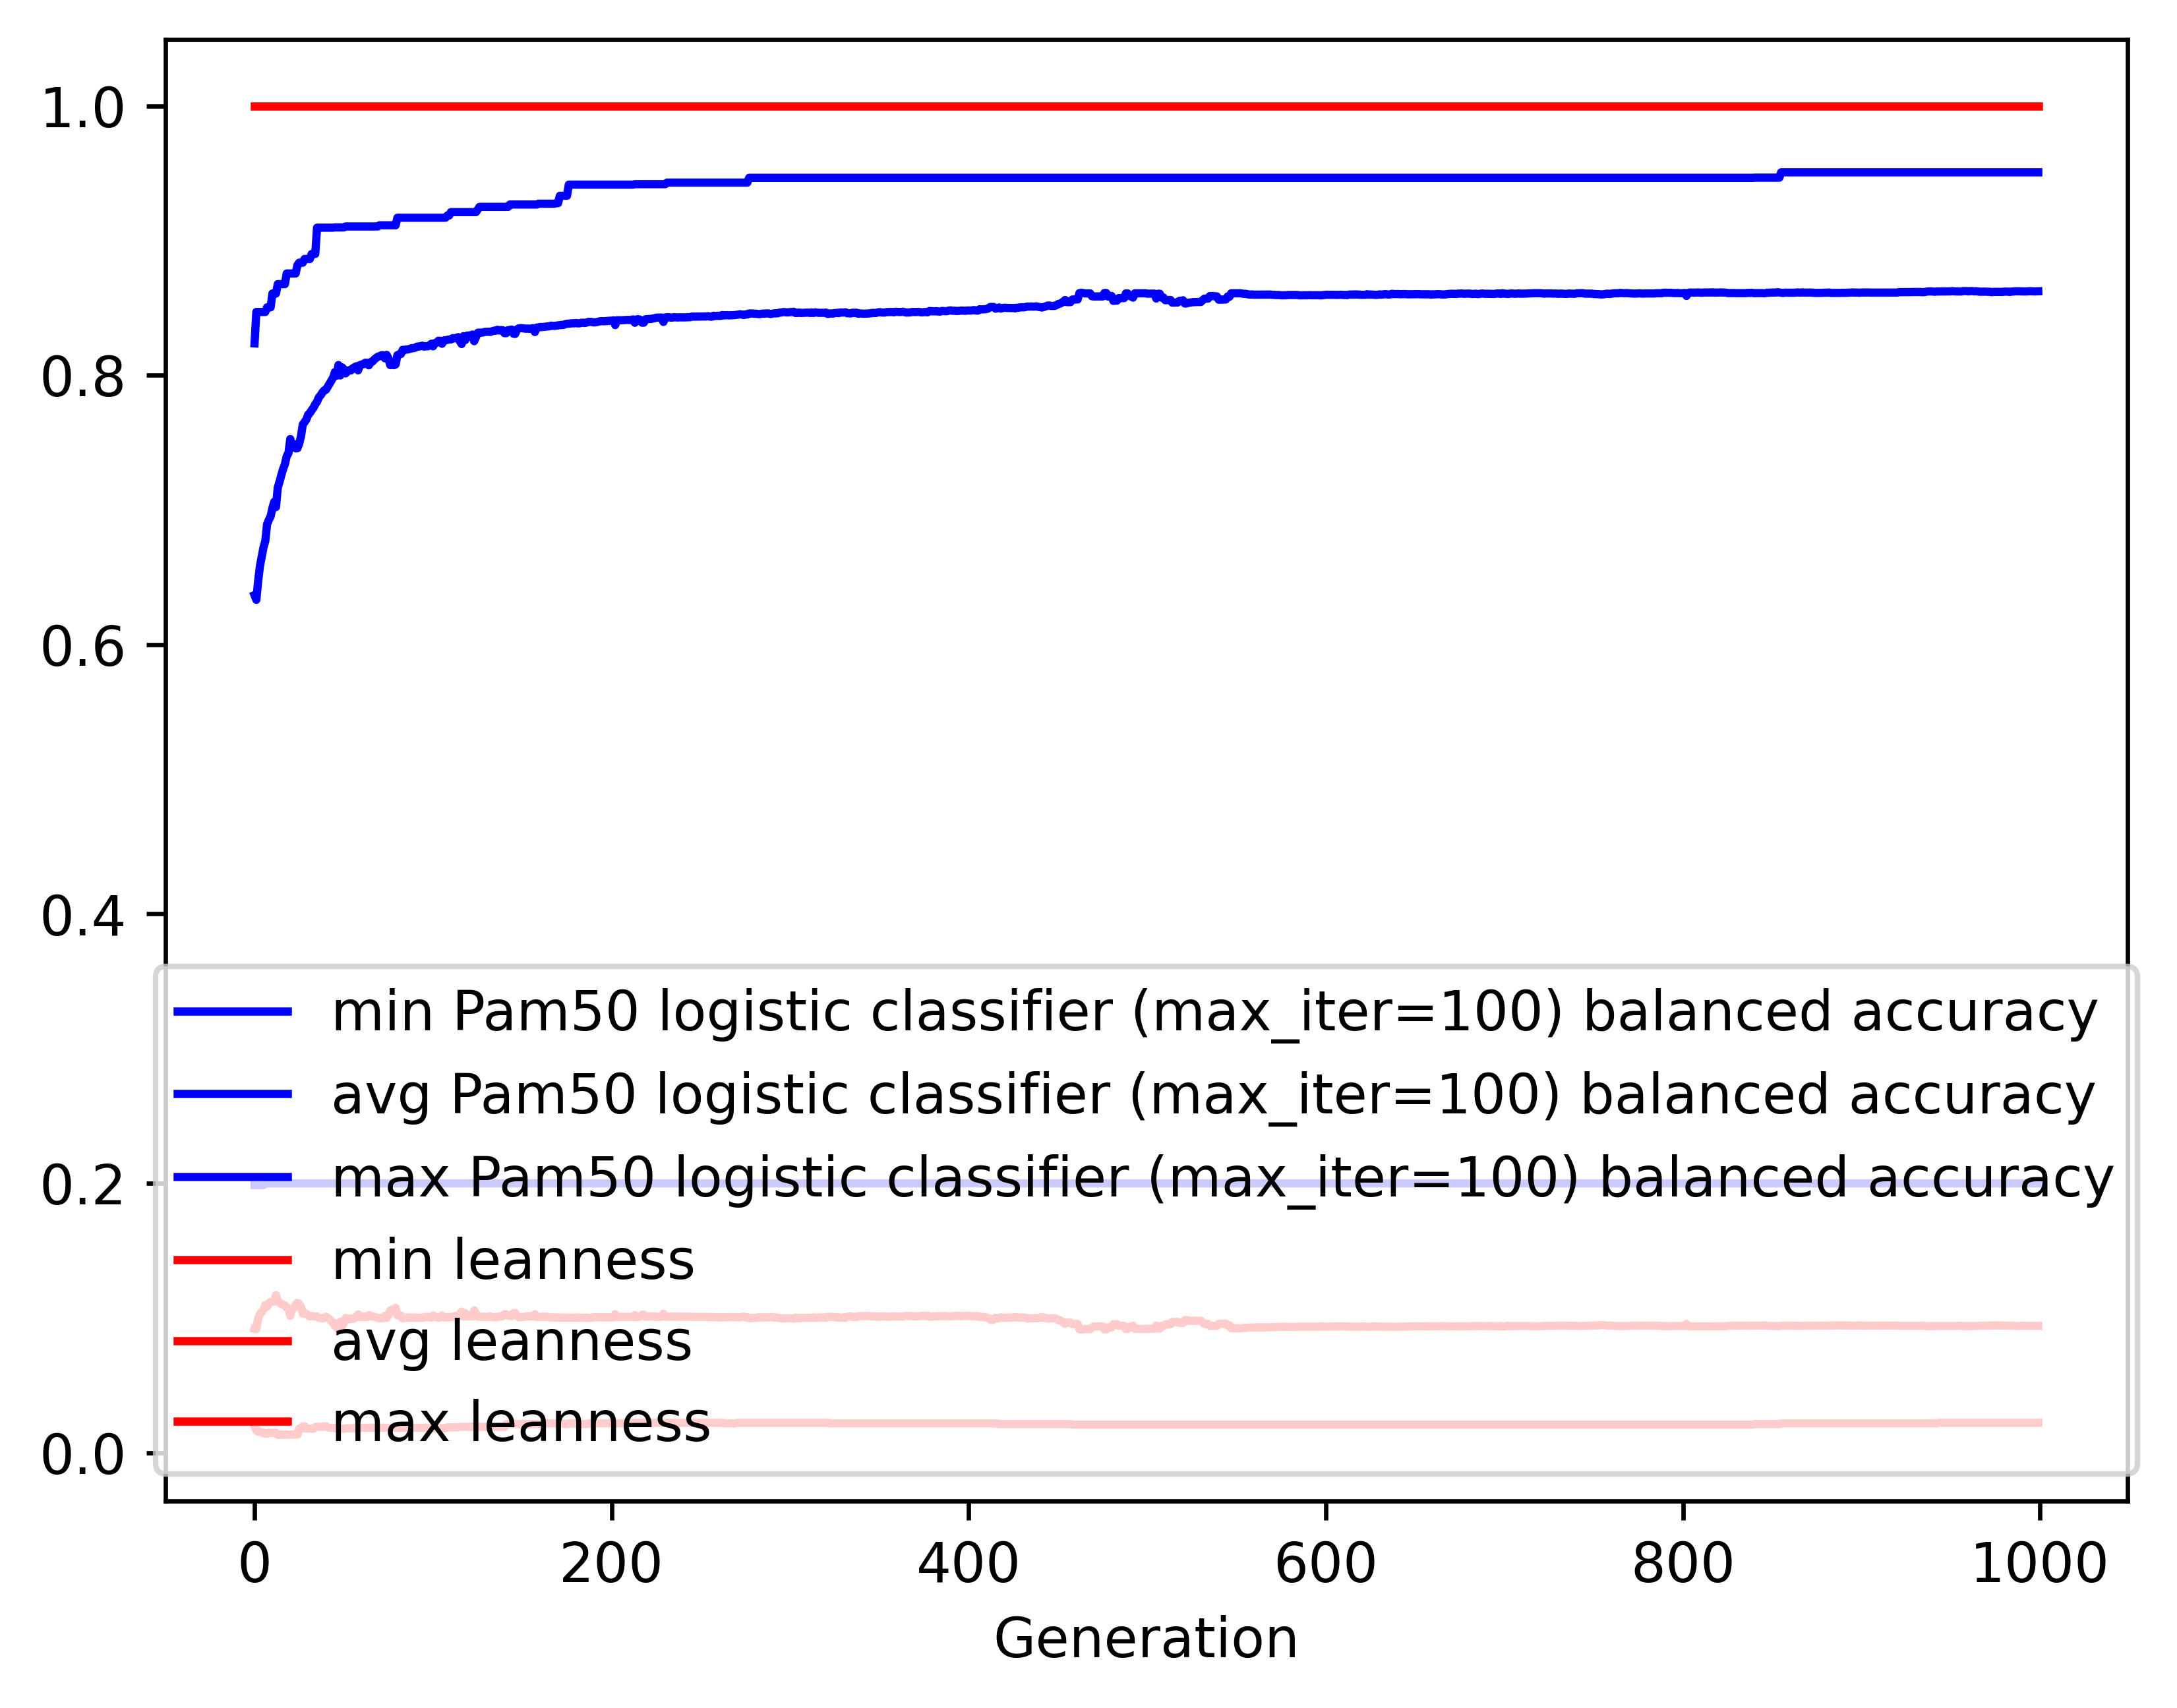 1.0
0.8
0.6
0.4
0.2
0.0
min Pam50 logistic classifier (max_iter=100) balanced accuracy
avg Pam50 logistic classifier (max_iter=100) balanced accuracy
max Pam50 logistic classifier (max_iter=100) balanced accuracy
min leanness
avg leanness
max leanness
0 200 400 600 800 1000
Generation